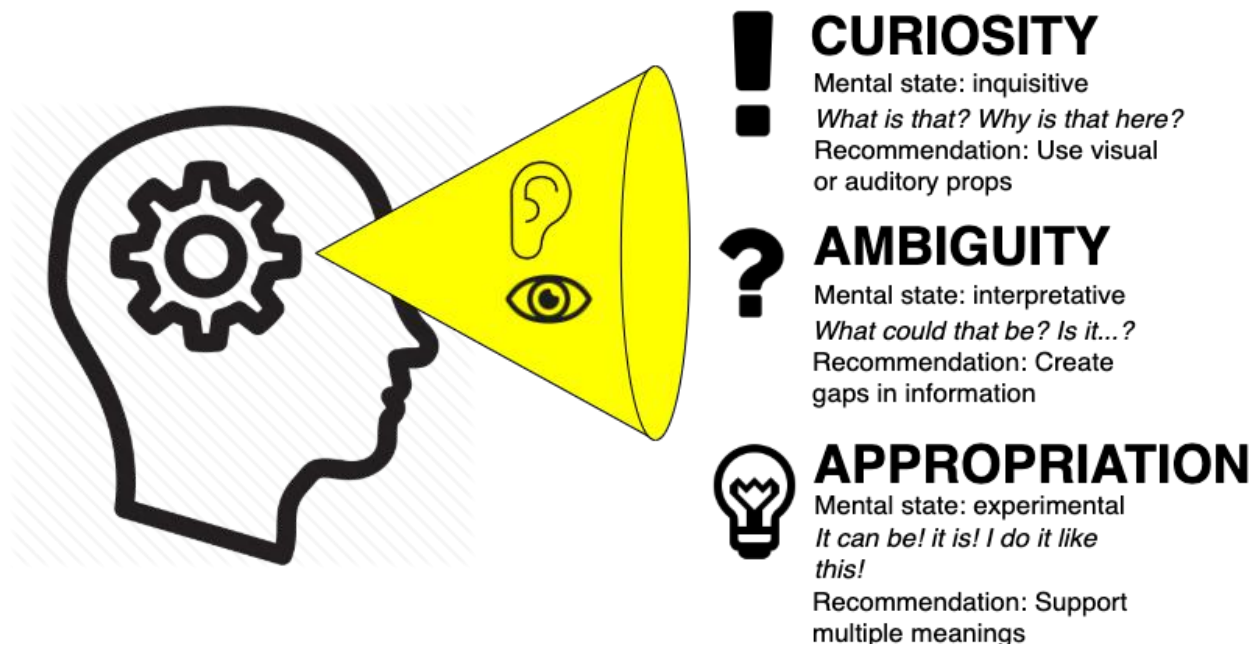 CURIOSITY
Mental state: inquisitive
What is that? Why is that here?
Recommendation: Use visual
or auditory props
AMBIGUITY
Mental state: interpretative
What could that be? Is it...?
Recommendation: Create
gaps in information
APPROPRIATION
Mental state: experimental
It can be! it is! I do it like
this!
Recommendation: Support
multiple meanings